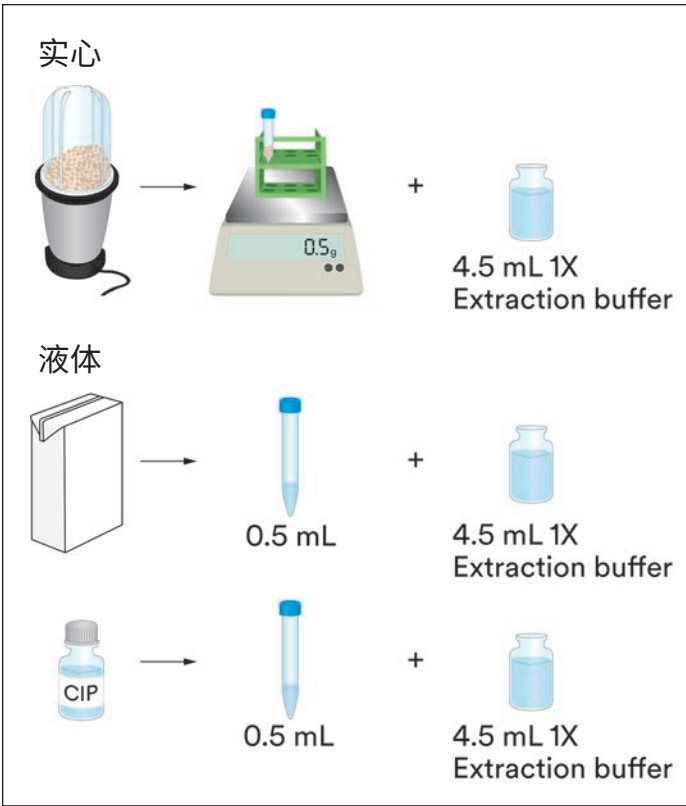 实心
0.5g
+
4.5 mL 1X
Extraction buffer
液体
0.5 mL
+
4.5 mL 1X
Extraction buffer
CIP
0.5 mL
+
4.5 mL 1X
Extraction buffer